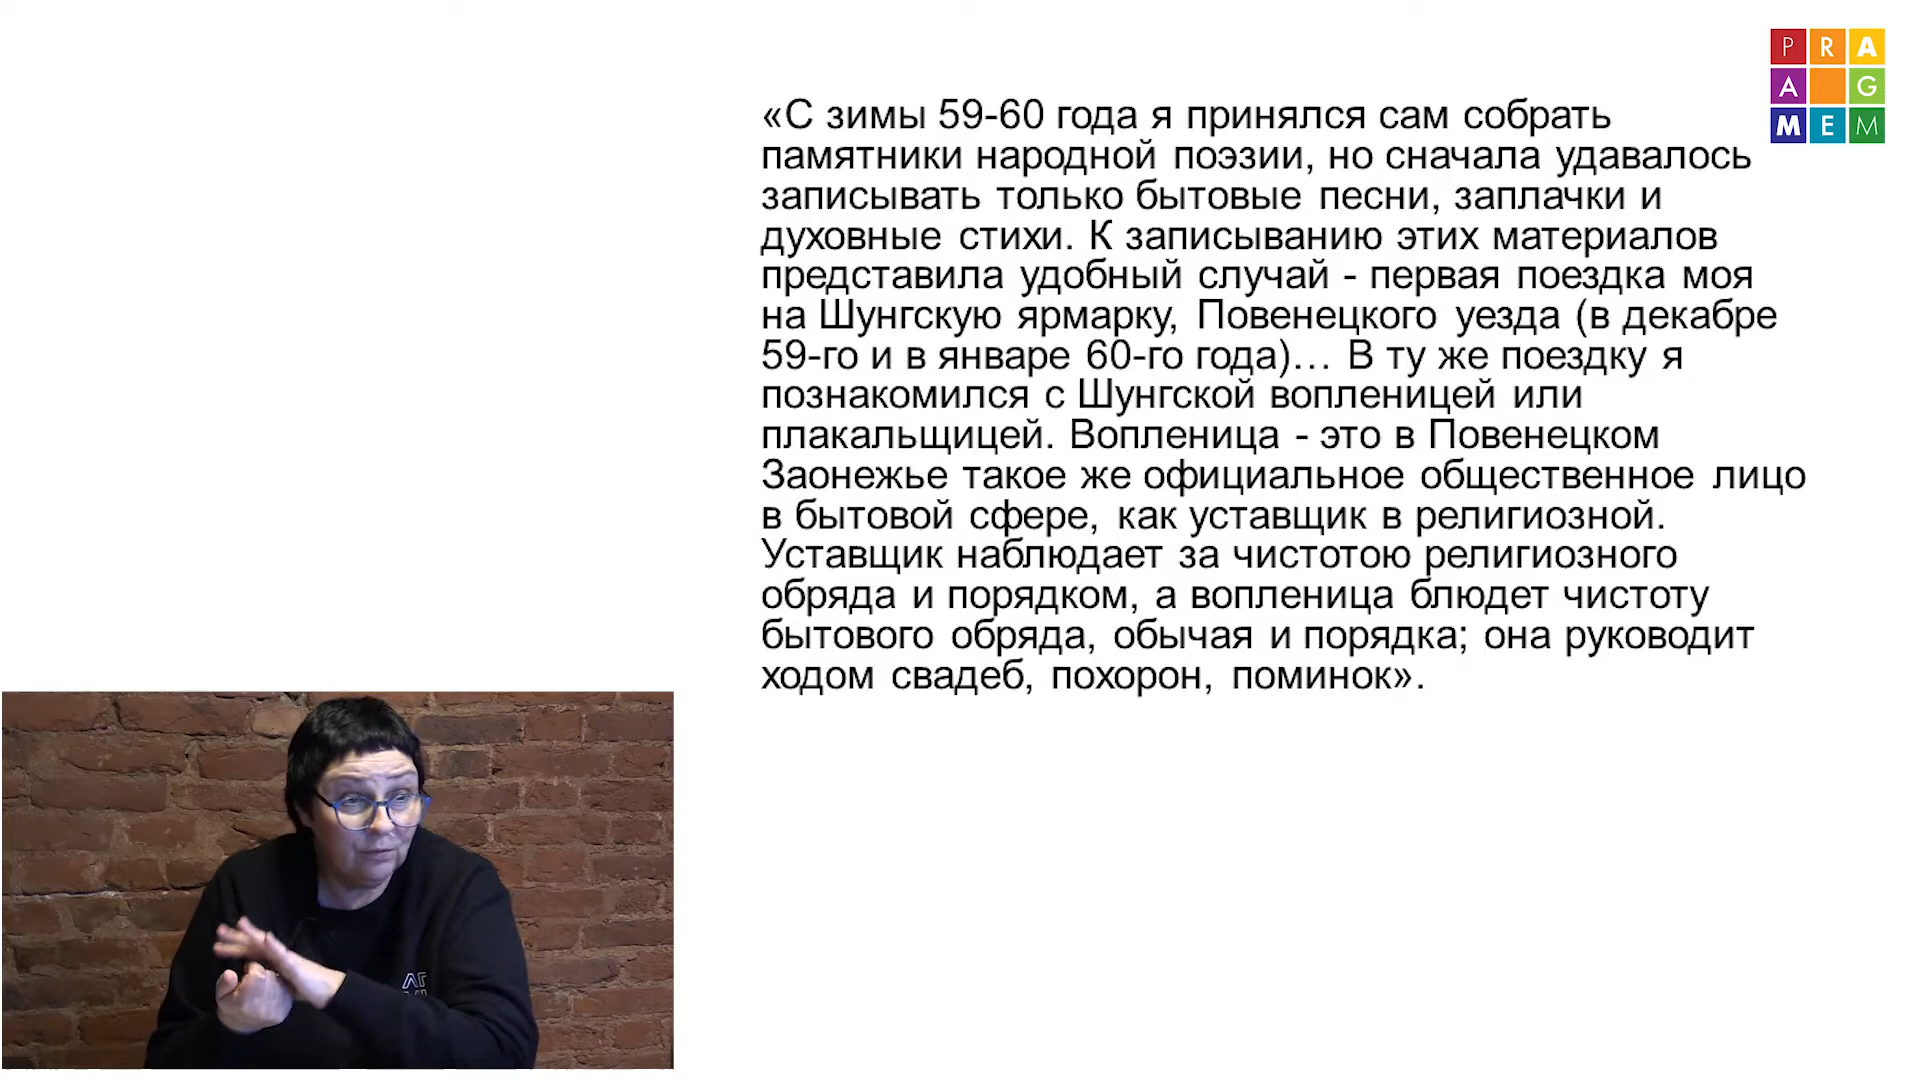 PRA
A G
MEM
«С зимы 59-60 года я принялся сам собрать
памятники народной поэзии, но сначала удавалось
записывать только бытовые песни, заплачки и
духовные стихи. К записыванию этих материалов
представила удобный случай - первая поездка моя
на Шунгскую ярмарку, Повенецкого уезда (в декабре
59-го и в январе 60-го года)… В ту же поездку я
познакомился с Шунгской вопленицей или
плакальщицей. Вопленица - это в Повенецком
Заонежье такое же официальное общественное лицо
в бытовой сфере, как уставщик в религиозной.
Уставщик наблюдает за чистотою религиозного
обряда и порядком, а вопленица блюдет чистоту
бытового обряда, обычая и порядка; она руководит
ходом свадеб, похорон, поминок».